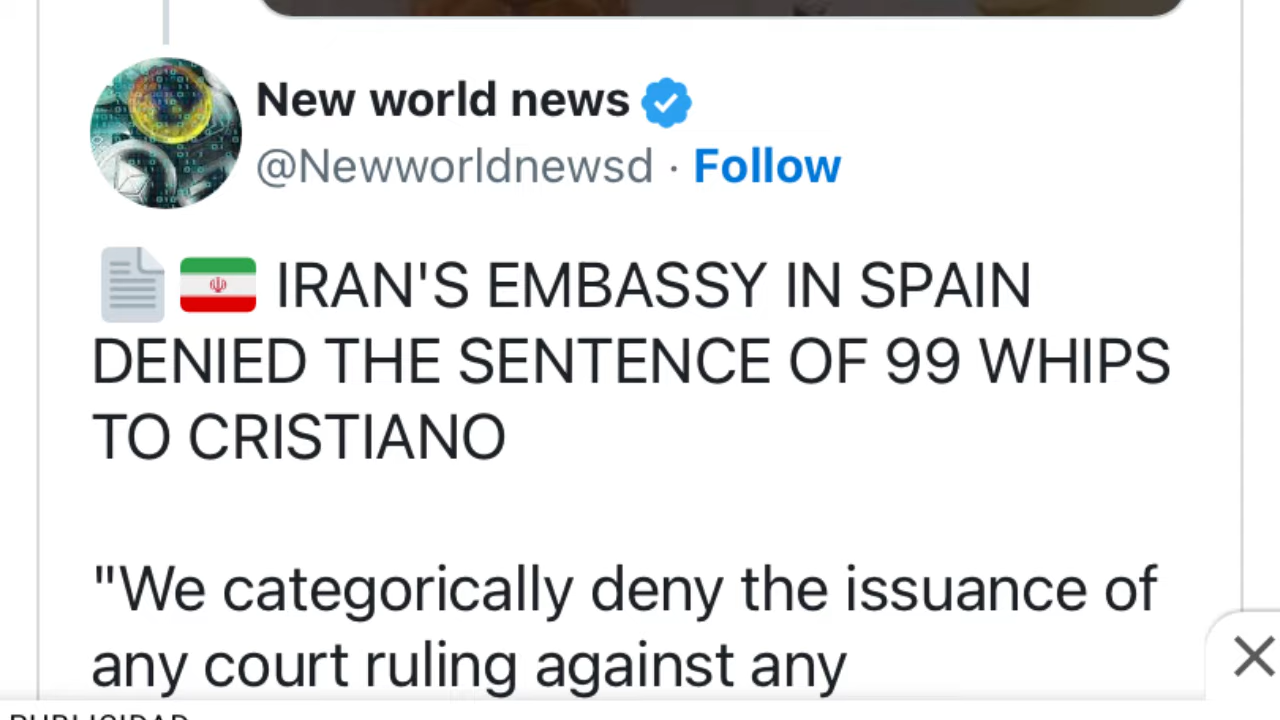 New world news
@Newworldnewsd · Follow
IRAN'S EMBASSY IN SPAIN
DENIED THE SENTENCE OF 99 WHIPS
TO CRISTIANO
"We categorically deny the issuance of
any court ruling against any
PUBLICIDAD